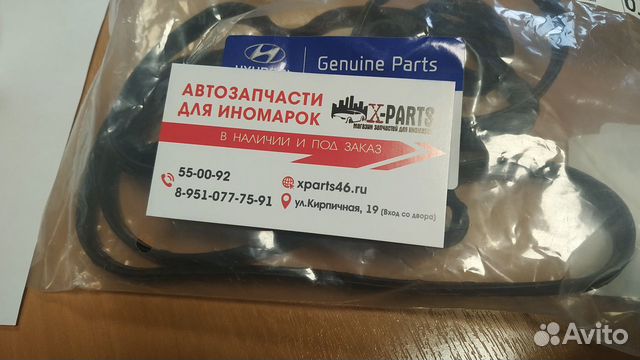 HYUNDAI
Genuine Parts
АВТОЗАПЧАСТИ
ДЛЯ ИНОМАРОК
X-PARTS
МАГАЗИН ЗАПЧАСТЕЙ ДЛЯ ИНОМАРОК
В НАЛИЧИИ И ПОД ЗАКАЗ
55-00-92
8-951-077-75-91
xparts46.ru
ул.Кирпичная, 19 (Вход со двора)
Avito